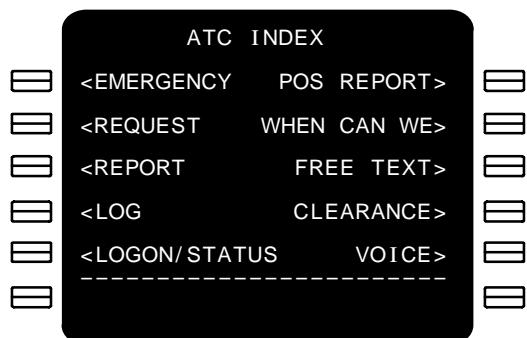 ATC INDEX
<EMERGENCY POS REPORT>
<REQUEST WHEN CAN WE>
<REPORT FREE TEXT>
<LOG CLEARANCE>
<LOGON/STATUS VOICE>
--------------------------